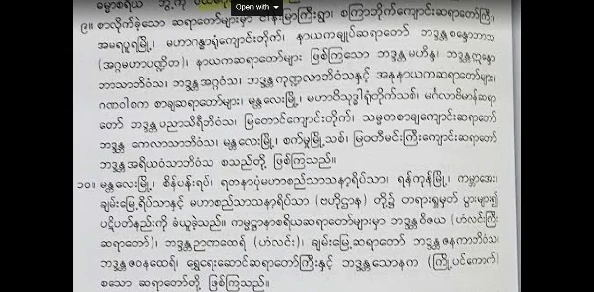 Open with
၉။ စာလိုက်ခဲ့သော ဆရာတော်များမှာ ငါန်းမြာကြီးရွာ၊ စကြာဘိုက်ကျောင်းဆရာတော်ကြီး၊
အမရပူရမြို့၊ မဟာဂန္ဓာရုံကျောင်းတိုက်၊ နာယကချုပ်ဆရာတော် ဘဒ္ဒန္တ
(အဂ္ဂမဟာပဏ္ဍိတ)၊ နာယကဆရာတော်များ ဖြစ်ကြသော ဘဒ္ဒန္တမဟိန္ဒ၊ ဘဒ္ဒန္တ
ဘာသာဘိဝံသ၊ ဘဒ္ဒန္တအဂ္ဂဝံသ၊ ဘဒ္ဒန္တကုဏ္ဍလာဘိဝံသနှင့် အနုနာယကဆရာတော်များ၊
ဂဏဝါစက စာချဆရာတော်များ၊ မန္တလေးမြို့၊ မဟာဝိသုဒ္ဓါရုံတိုက်သစ်၊ မင်္ဂလာဗိမာန်ဆရာ
တော် ဘဒ္ဒန္တပညာသီရိဘိဝံသ၊ မြတောင်ကျောင်းတိုက်၊ သမ္မတစာချကျောင်းဆရာတော်
ဘဒ္ဒန္တ ကေလာသာဘိဝံသ၊ မန္တလေးမြို့၊ စက်မှုမြို့သစ်၊ မြဝတီမင်းကြီးကျောင်းဆရာတော်
ဘဒ္ဒန္တအရိယဝံသာဘိဝံသ စသည်တို့ ဖြစ်ကြသည်။
၁၀။ မန္တလေးမြို့၊ စိန်ပန်းရပ်၊ ရတနာပုံမဟာစည်သာသနာ့ရိပ်သာ၊ ရန်ကုန်မြို့၊ ကမ္ဘာအေး၊
ချမ်းမြေ့ရိပ်သာနှင့် မဟာစည်သာသနာ့ရိပ်သာ (ဗဟိုဌာန) တို့၌ တရားရှုမှတ် ပွားများ၍
ပဋိပတ်နည်းကို ခံယူခဲ့သည်။ ကမ္မဋ္ဌာနာစရိယဆရာတော်များမှာ ဘဒ္ဒန္တဝိဇယ (ဟံလင်းကြီး
ဆရာတော်)၊ ဘဒ္ဒန္တဉာဏထေရ် (ဟံလင်း)၊ ချမ်းမြေ့ဆရာတော် ဘဒ္ဒန္တဇနကာဘိဝံသ၊
ဘဒ္ဒန္တဇဝနထေရ်၊ ရွှေရေးဆောင်ဆရာတော်ကြီးနှင့် ဘဒ္ဒန္တသောနက (ကြို့ပင်ကောက်)
စသော ဆရာတော်တို့ ဖြစ်ကြသည်။